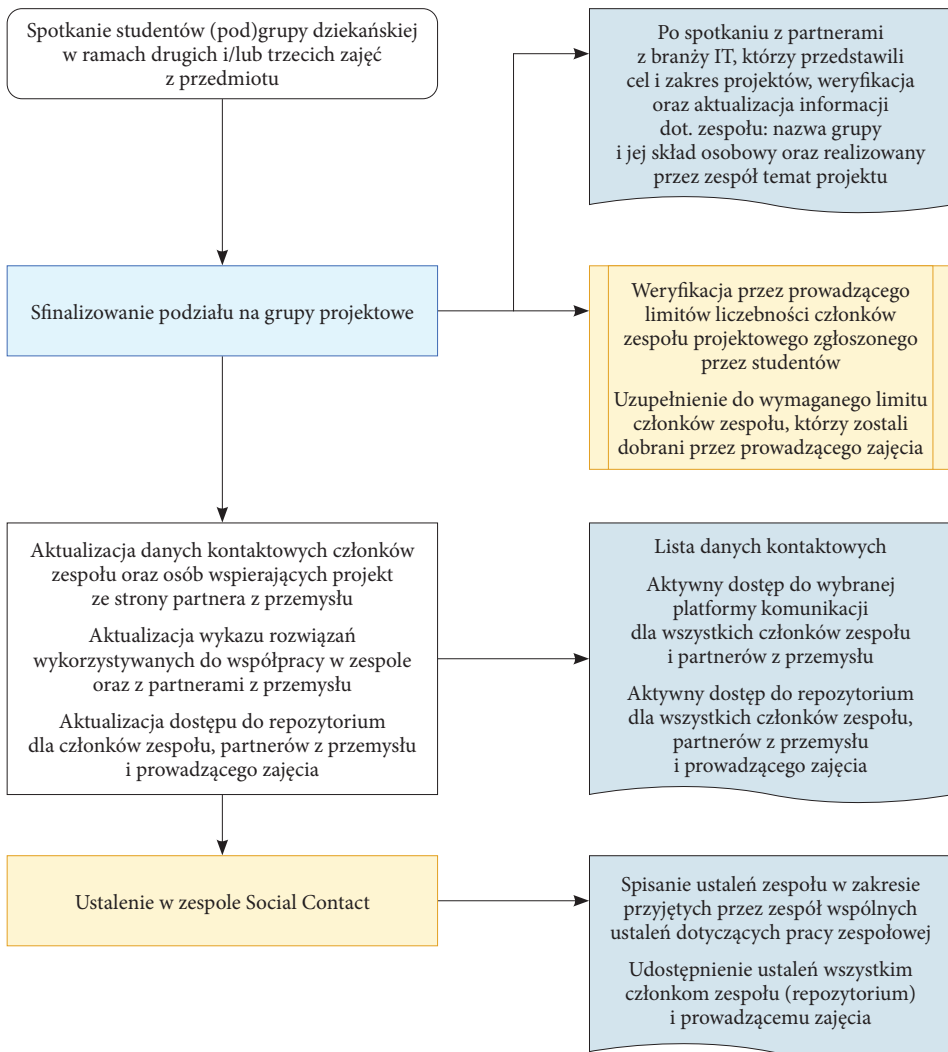 Spotkanie studentów (pod)grupy dziekańskiej
w ramach drugich i/lub trzecich zajęć
z przedmiotu
Po spotkaniu z partnerami
z branży IT, którzy przedstawili
cel i zakres projektów, weryfikacja
oraz aktualizacja informacji
dot. zespołu: nazwa grupy
i jej skład osobowy oraz realizowany
przez zespół temat projektu
Sfinalizowanie podziału na grupy projektowe
Weryfikacja przez prowadzącego
limitów liczebności członków
zespołu projektowego zgłoszonego
przez studentów
Uzupełnienie do wymaganego limitu
członków zespołu, którzy zostali
dobrani przez prowadzącego zajęcia
Aktualizacja danych kontaktowych członków
zespołu oraz osób wspierających projekt
ze strony partnera z przemysłu
Aktualizacja wykazu rozwiązań
wykorzystywanych do współpracy w zespole
oraz z partnerami z przemysłu
Aktualizacja dostępu do repozytorium
dla członków zespołu, partnerów z przemysłu
i prowadzącego zajęcia
Lista danych kontaktowych
Aktywny dostęp do wybranej
platformy komunikacji
dla wszystkich członków zespołu
i partnerów z przemysłu
Aktywny dostęp do repozytorium
dla wszystkich członków zespołu,
partnerów z przemysłu
i prowadzącego zajęcia
Ustalenie w zespole Social Contact
Spisanie ustaleń zespołu w zakresie
przyjętych przez zespół wspólnych
ustaleń dotyczących pracy zespołowej
Udostępnienie ustaleń wszystkim
członkom zespołu (repozytorium)
i prowadzącemu zajęcia